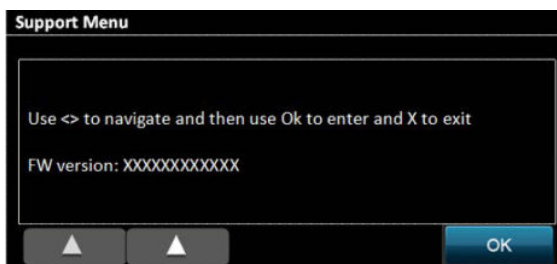 Support Menu
Use <> to navigate and then use Ok to enter and X to exit
FW version: XXXXXXXXXXXX
OK